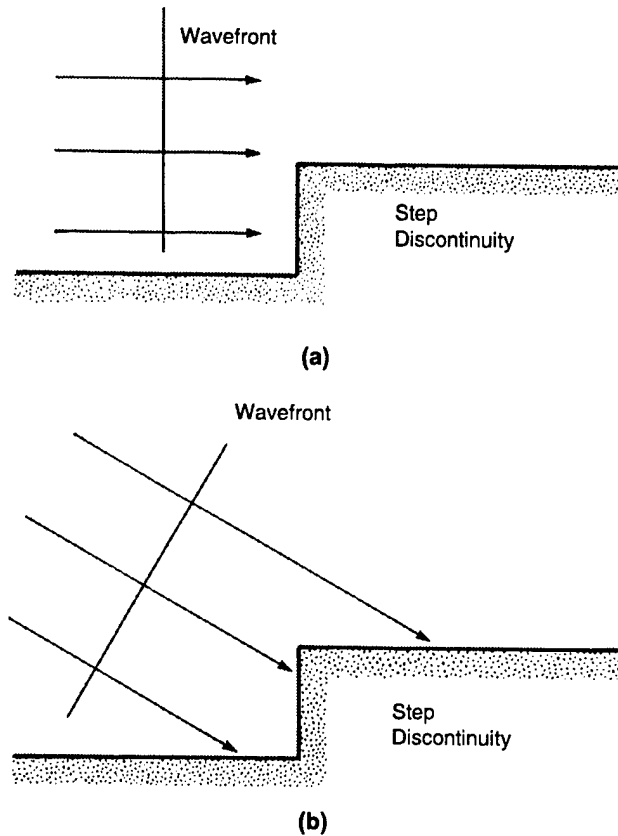 Wavefront
Step
Discontinuity
(a)
Wavefront
Step
Discontinuity
(b)